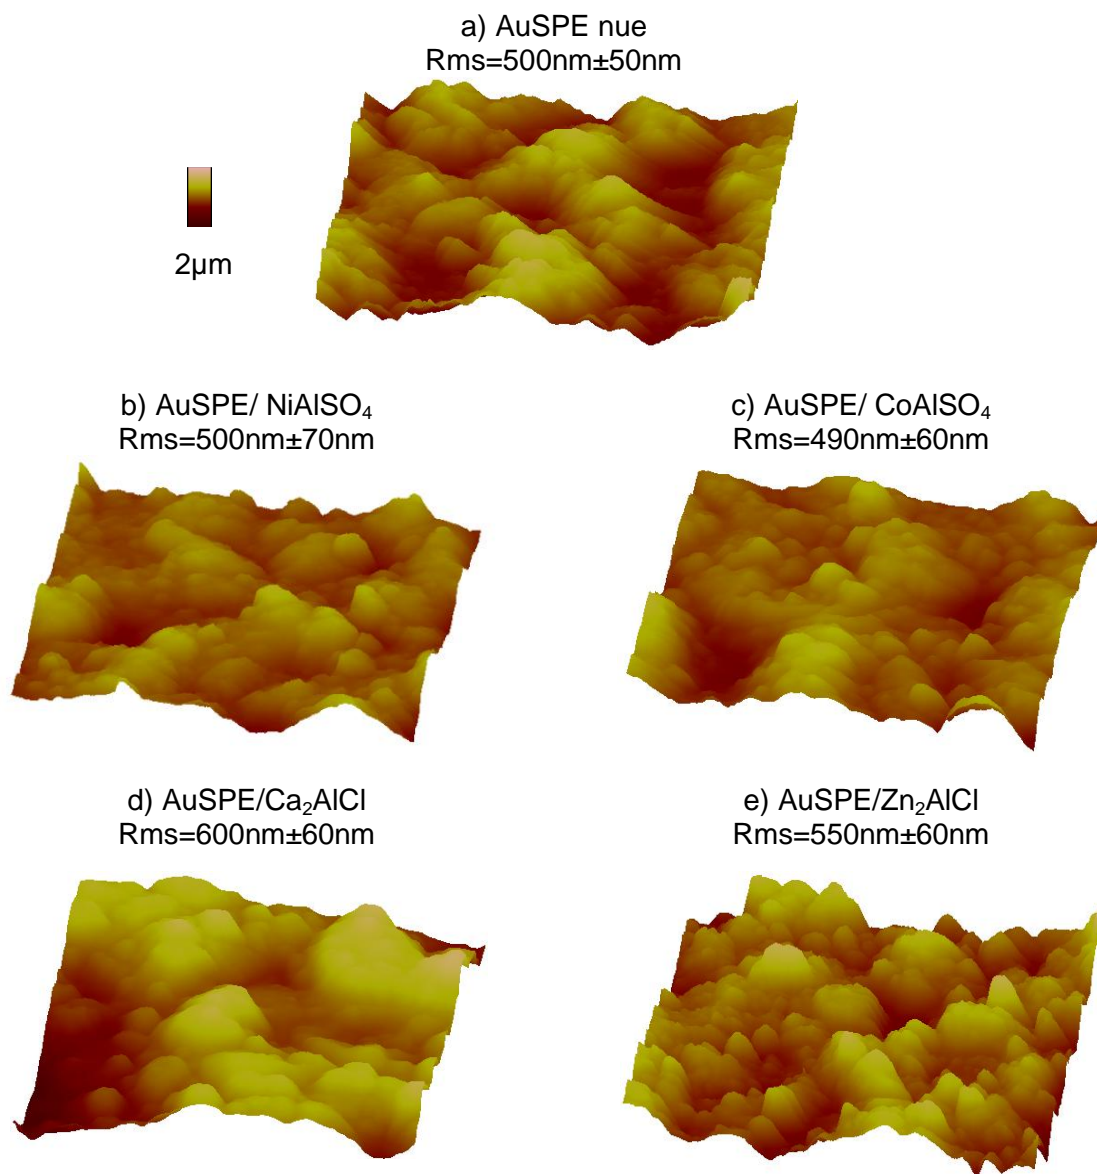 a) AuSPE nue
Rms=500nm±50nm
2µm
b) AuSPE/ NiAlSO₄
Rms=500nm±70nm
c) AuSPE/ CoAlSO₄
Rms=490nm±60nm
d) AuSPE/Ca₂AlCl
Rms=600nm±60nm
e) AuSPE/Zn₂AlCl
Rms=550nm±60nm